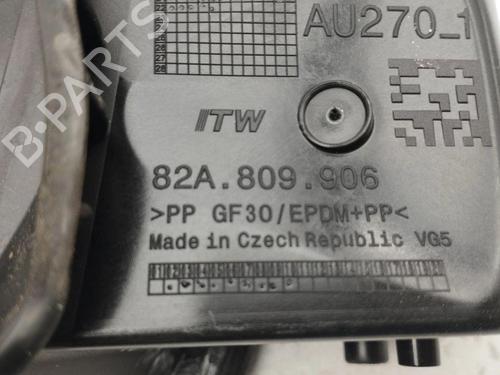 AU270_1
ITW
82A.809.906
>PP GF30/EPDM+PP<
Made in Czech Republic VG5
B-PARTS